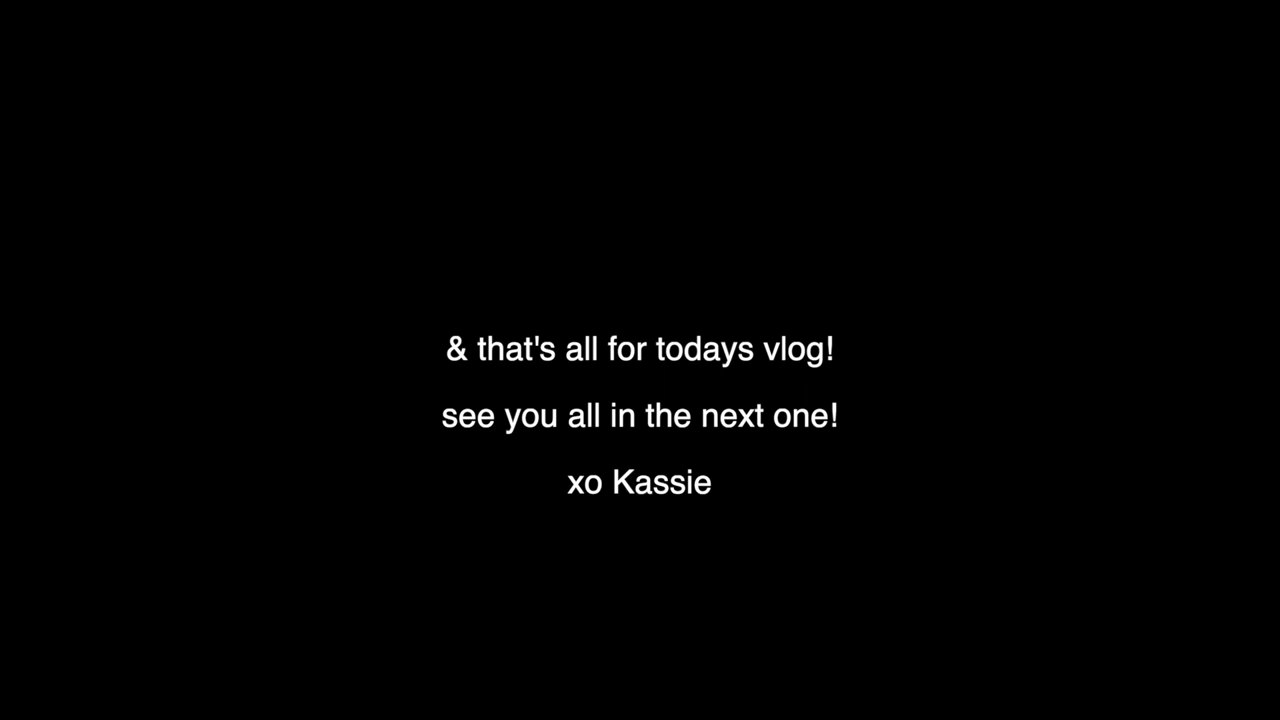 & that's all for todays vlog!
see you all in the next one!
xo Kassie